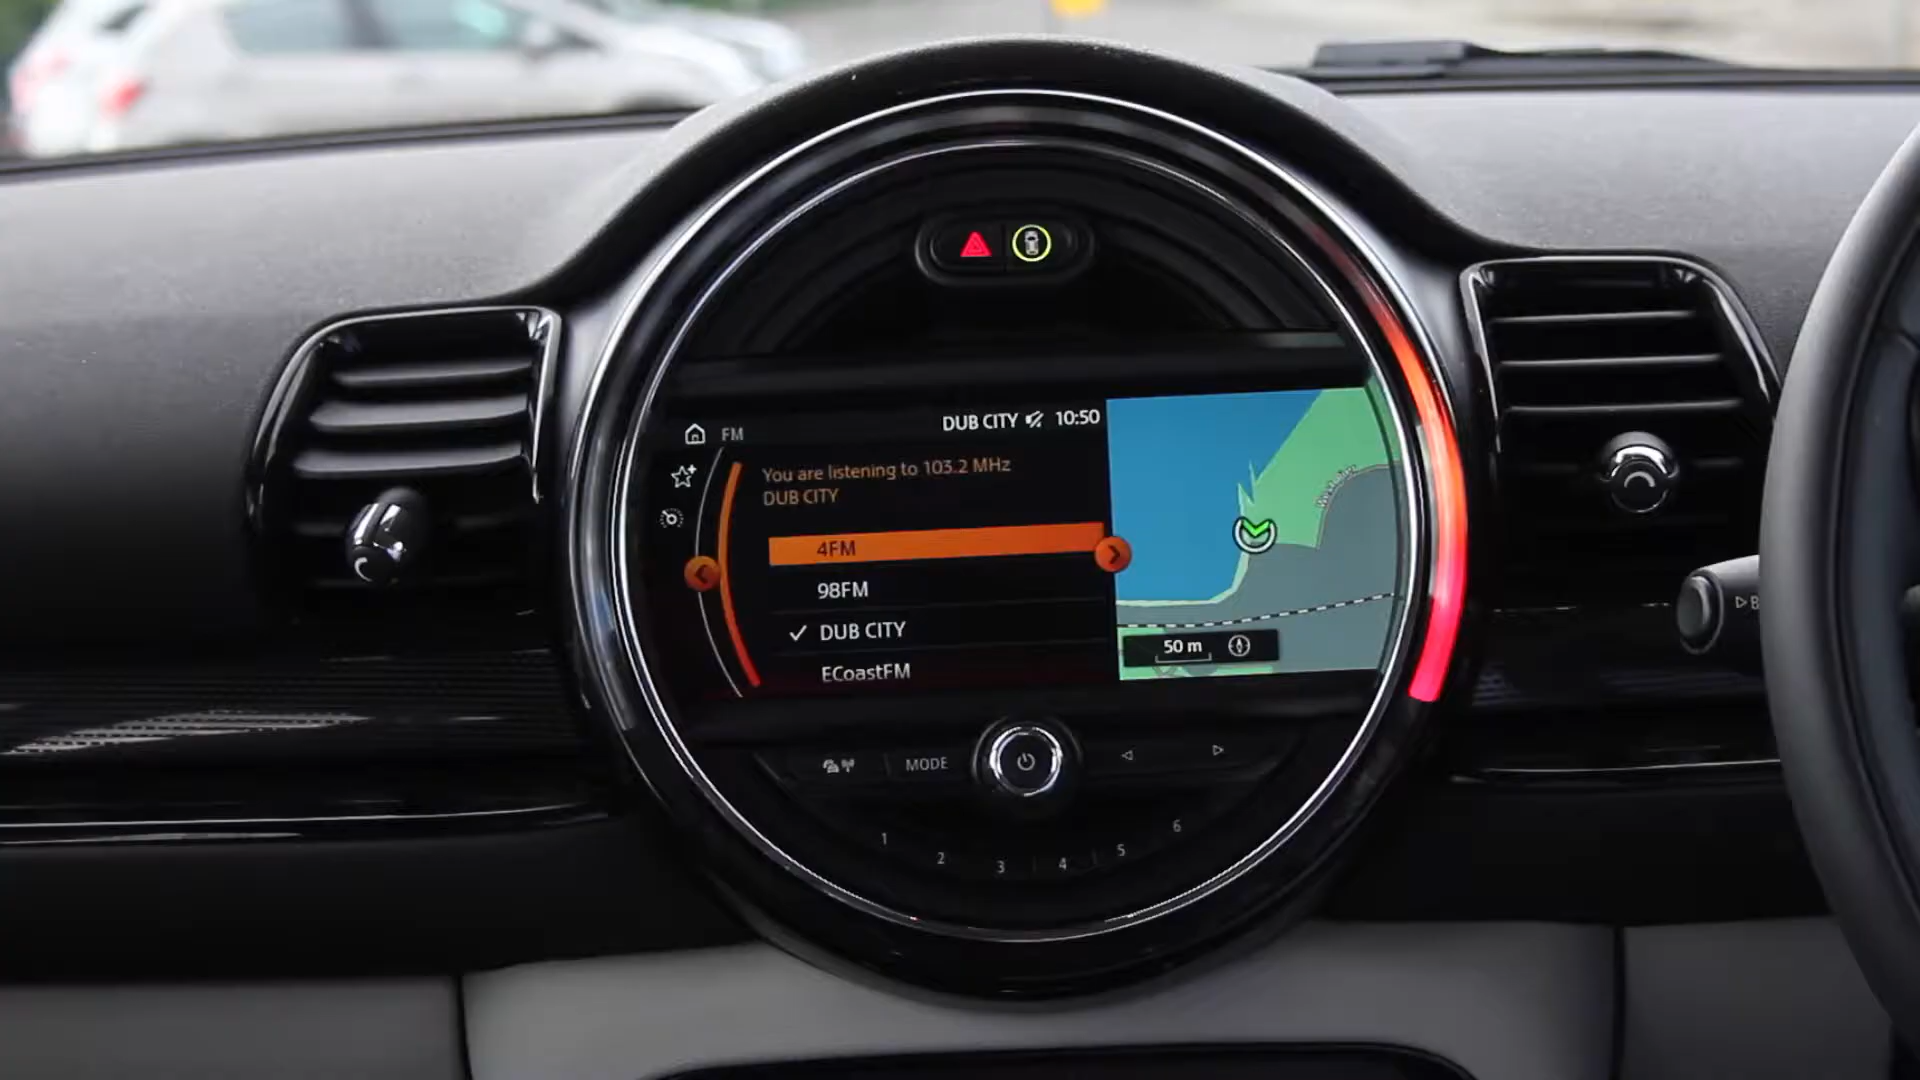 DUB CITY 10:50
FM
You are listening to 103.2 MHz
DUB CITY
4FM
98FM
DUB CITY
ECoastFM
50 m
MODE
1
2
3
4
5
6